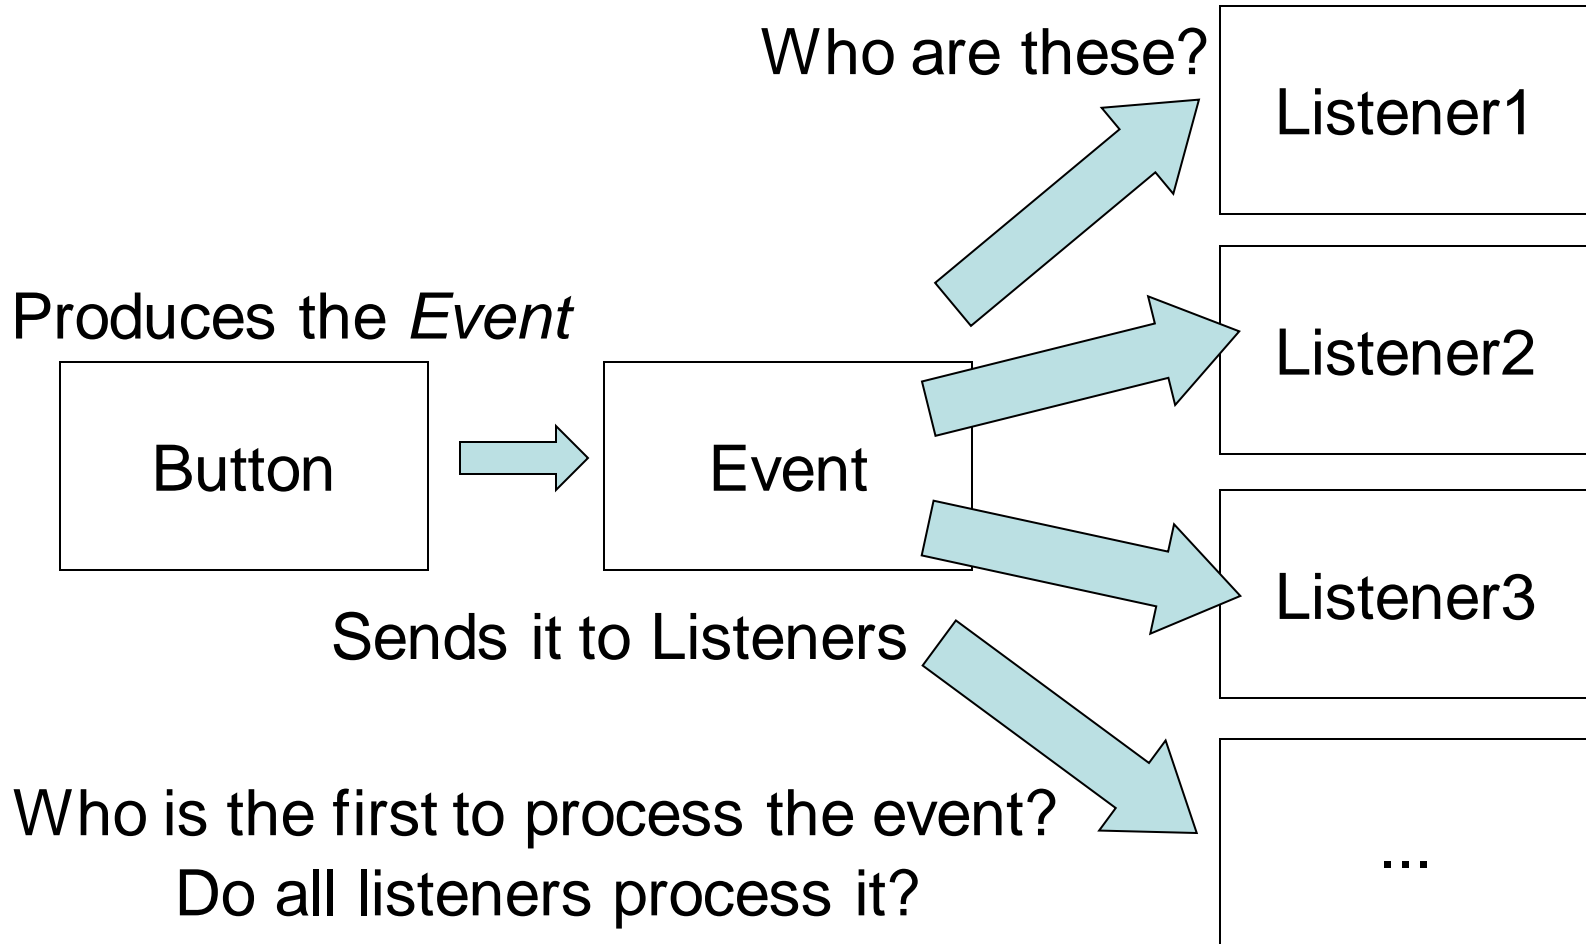 Who are these?
Listener1
Produces the Event
Listener2
Button
Event
Listener3
Sends it to Listeners
Who is the first to process the event?
Do all listeners process it?
...